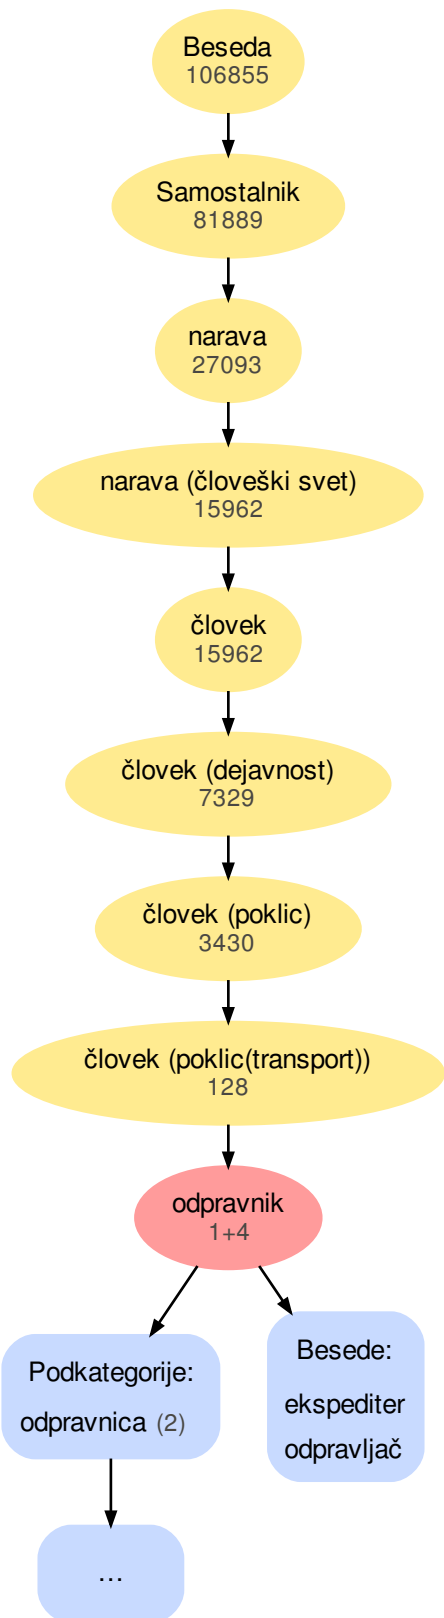 Beseda
106855
Samostalnik
81889
narava
27093
narava (človeški svet)
15962
človek
15962
človek (dejavnost)
7329
človek (poklic)
3430
človek (poklic(transport))
128
odpravnik
1+4
Podkategorije:
odpravnica (2)
Besede:
ekspediter
odpravljač
...